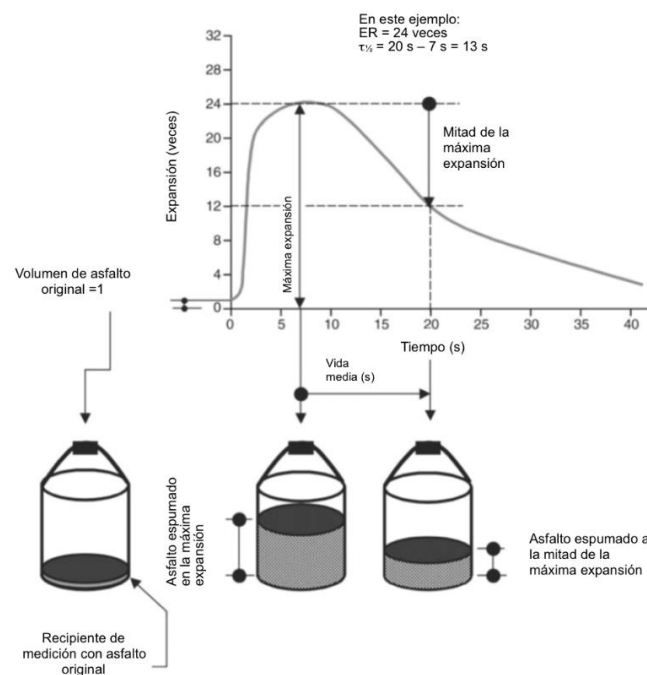 En este ejemplo:
ER = 24 veces
τ½ = 20 s – 7 s = 13 s
Expansión (veces)
32
28
24
20
16
12
8
4
0
Máxima expansión
Mitad de la
máxima
expansión
0
5
10
15
20
25
30
35
40
Tiempo (s)
Volumen de asfalto
original =1
Vida
media (s)
Asfalto espumado
en la máxima
expansión
Asfalto espumado a
la mitad de la
máxima expansión
Recipiente de
medición con asfalto
original